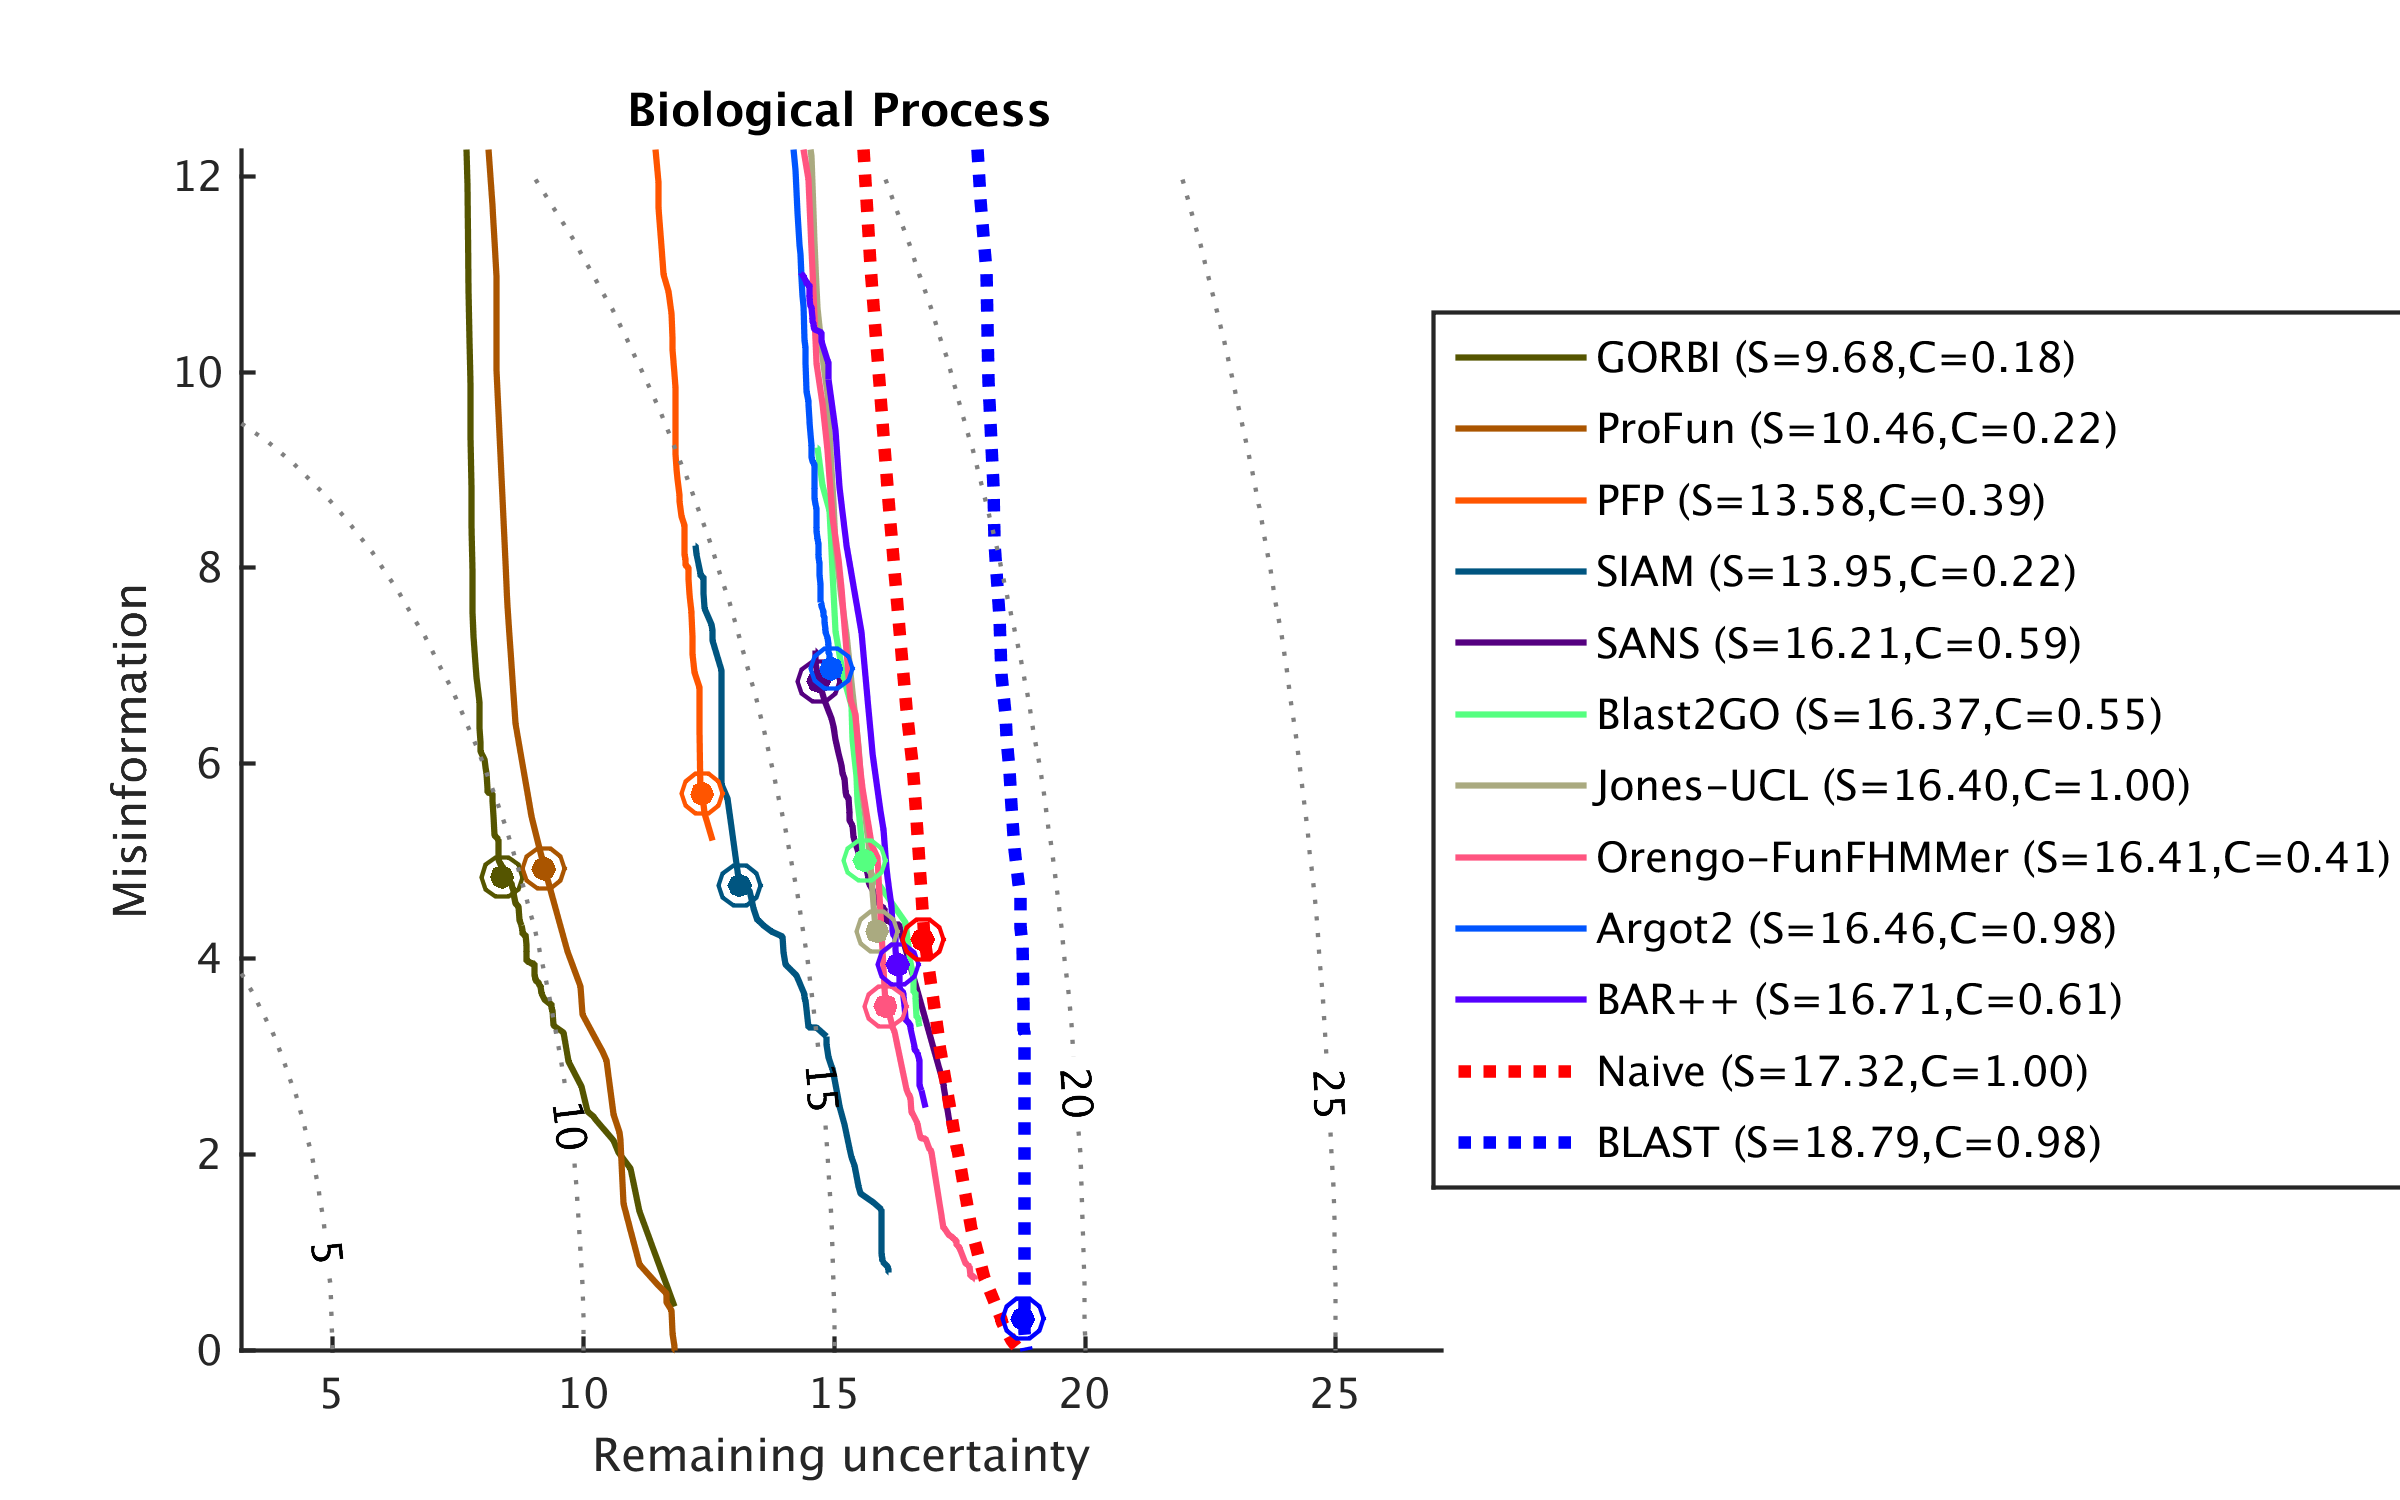 Biological Process
12
10
8
6
4
2
0
Misinformation
5
10
15
20
25
5
10
15
20
25
Remaining uncertainty
GORBI (S=9.68,C=0.18)
ProFun (S=10.46,C=0.22)
PFP (S=13.58,C=0.39)
SIAM (S=13.95,C=0.22)
SANS (S=16.21,C=0.59)
Blast2GO (S=16.37,C=0.55)
Jones-UCL (S=16.40,C=1.00)
Orengo-FunFHMMer (S=16.41,C=0.41)
Argot2 (S=16.46,C=0.98)
BAR++ (S=16.71,C=0.61)
Naive (S=17.32,C=1.00)
BLAST (S=18.79,C=0.98)